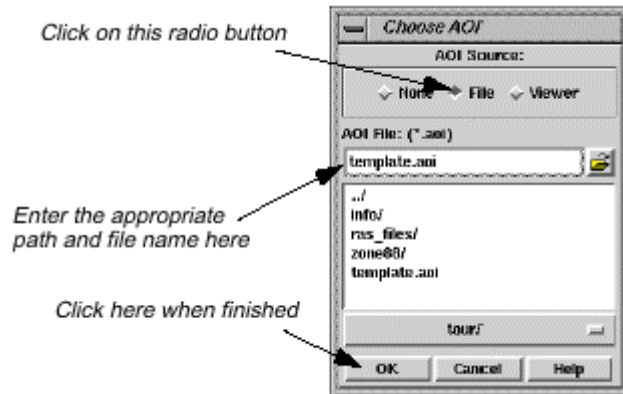 Click on this radio button
Choose AOI
AOI Source:
None File Viewer
AOI File: (*.aoi)
template.aoi
Enter the appropriate
path and file name here
../
info/
ras_files/
zone88/
template.aoi
Click here when finished
tour/
OK Cancel Help